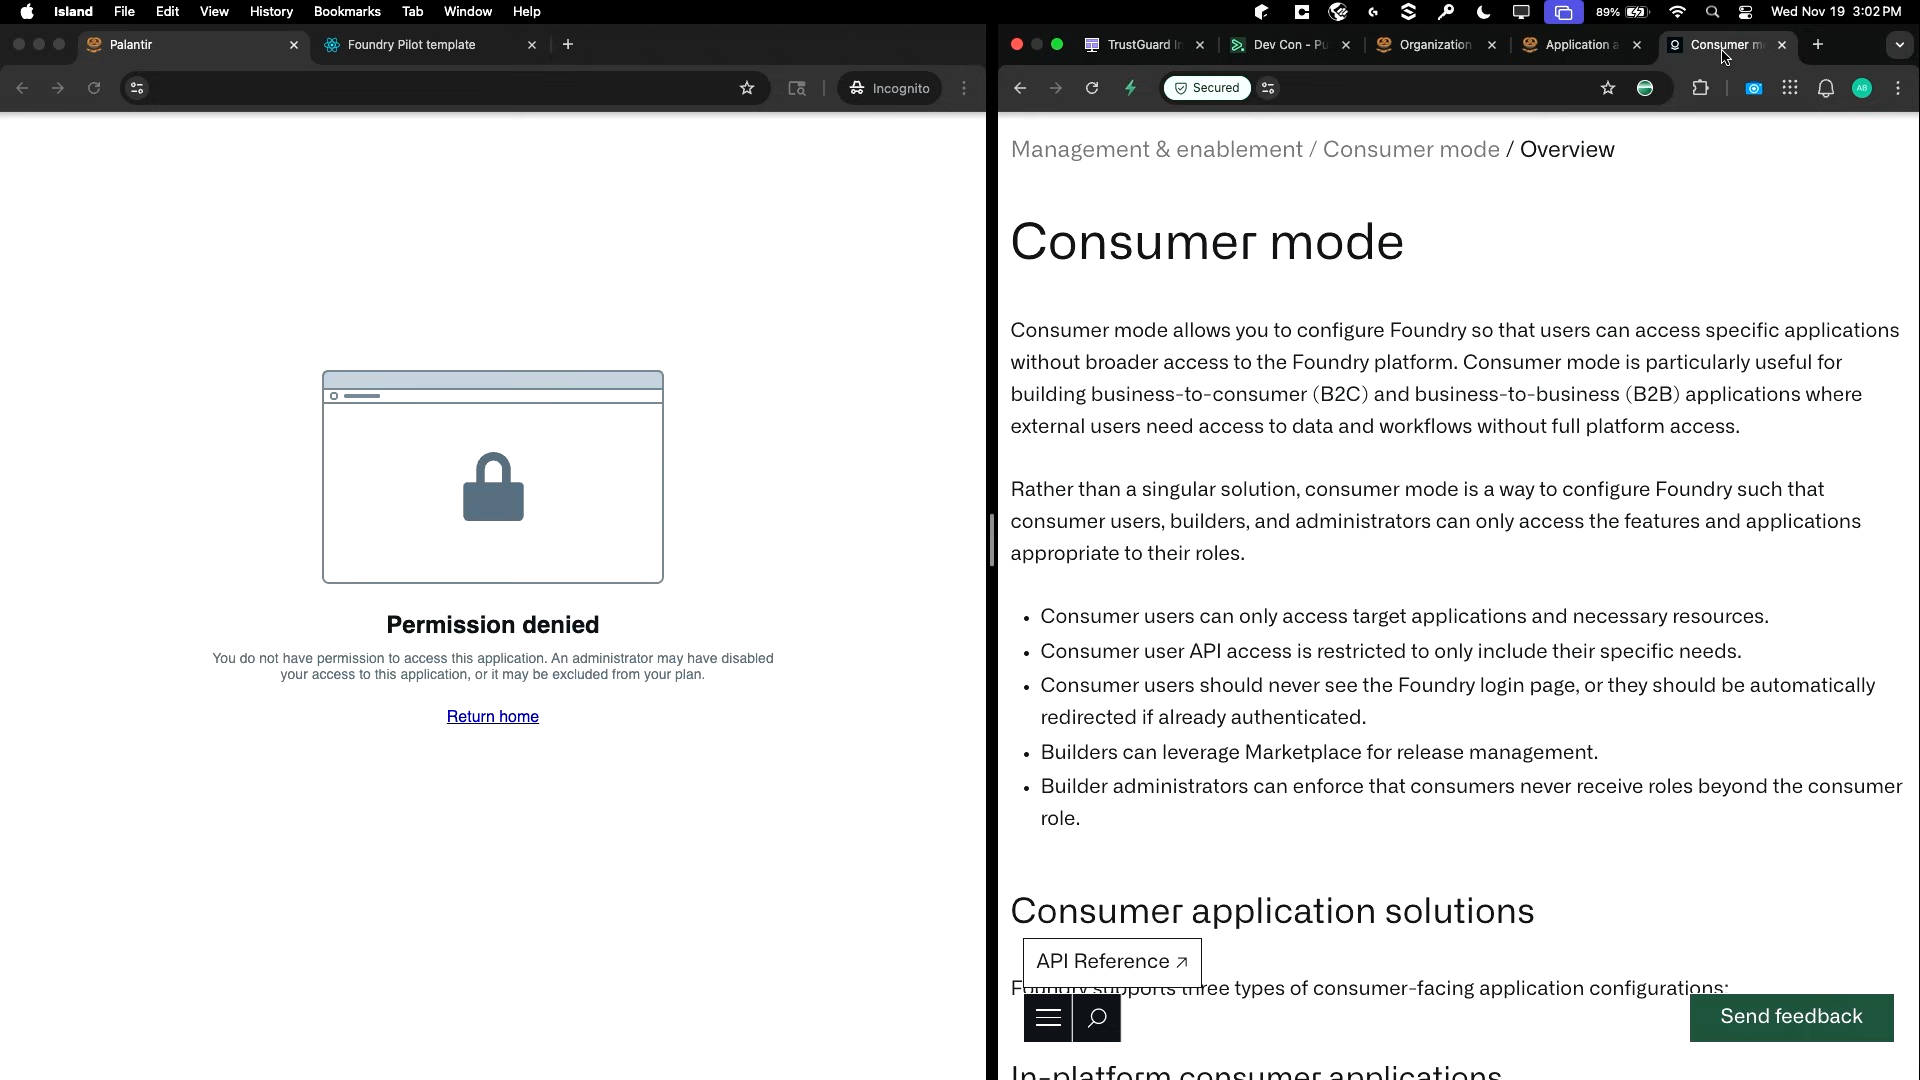 Island File Edit View History Bookmarks Tab Window Help
89%
Wed Nov 19 3:02 PM
Palantir
Foundry Pilot template
Incognito
TrustGuard
Dev Con -
Organization
Application
Consumer
Secured
AB
Permission denied
You do not have permission to access this application. An administrator may have disabled
your access to this application, or it may be excluded from your plan.
Return home
Management & enablement / Consumer mode / Overview
Consumer mode
Consumer mode allows you to configure Foundry so that users can access specific applications
without broader access to the Foundry platform. Consumer mode is particularly useful for
building business-to-consumer (B2C) and business-to-business (B2B) applications where
external users need access to data and workflows without full platform access.
Rather than a singular solution, consumer mode is a way to configure Foundry such that
consumer users, builders, and administrators can only access the features and applications
appropriate to their roles.
• Consumer users can only access target applications and necessary resources.
• Consumer user API access is restricted to only include their specific needs.
• Consumer users should never see the Foundry login page, or they should be automatically
redirected if already authenticated.
• Builders can leverage Marketplace for release management.
• Builder administrators can enforce that consumers never receive roles beyond the consumer
role.
Consumer application solutions
API Reference ↗
Foundry supports three types of consumer-facing application configurations:
Send feedback
In-platform consumer applications